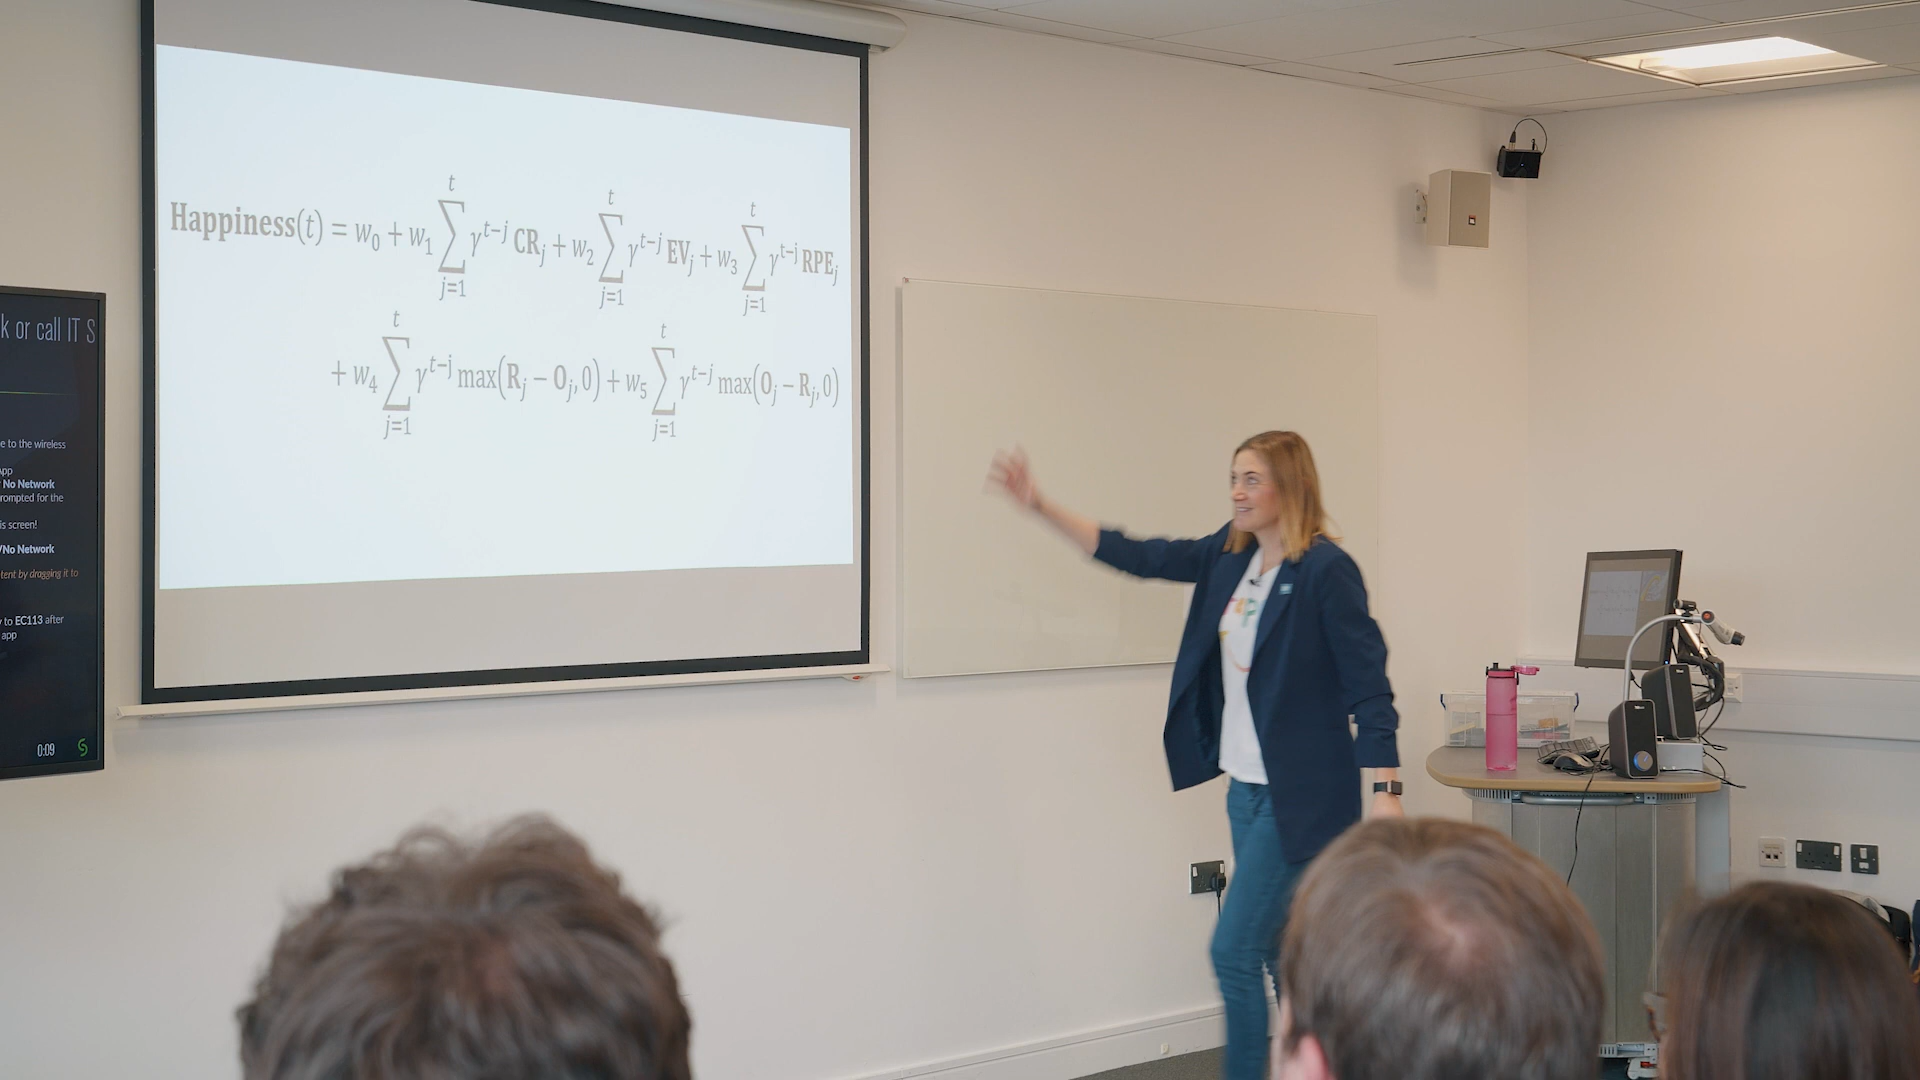 Happiness(t) = w₀ + w₁ ∑ⱼ₌₁ᵗ γᵗ⁻ʲ CRⱼ + w₂ ∑ⱼ₌₁ᵗ γᵗ⁻ʲ EVⱼ + w₃ ∑ⱼ₌₁ᵗ γᵗ⁻ʲ RPEⱼ
+ w₄ ∑ⱼ₌₁ᵗ γᵗ⁻ʲ max(Rⱼ − Oⱼ, 0) + w₅ ∑ⱼ₌₁ᵗ γᵗ⁻ʲ max(Oⱼ − Rⱼ, 0)
k or call IT S
e to the wireless
App
No Network
rompted for the
is screen!
/No Network
tent by dragging it to
y to EC113 after
app
0:09